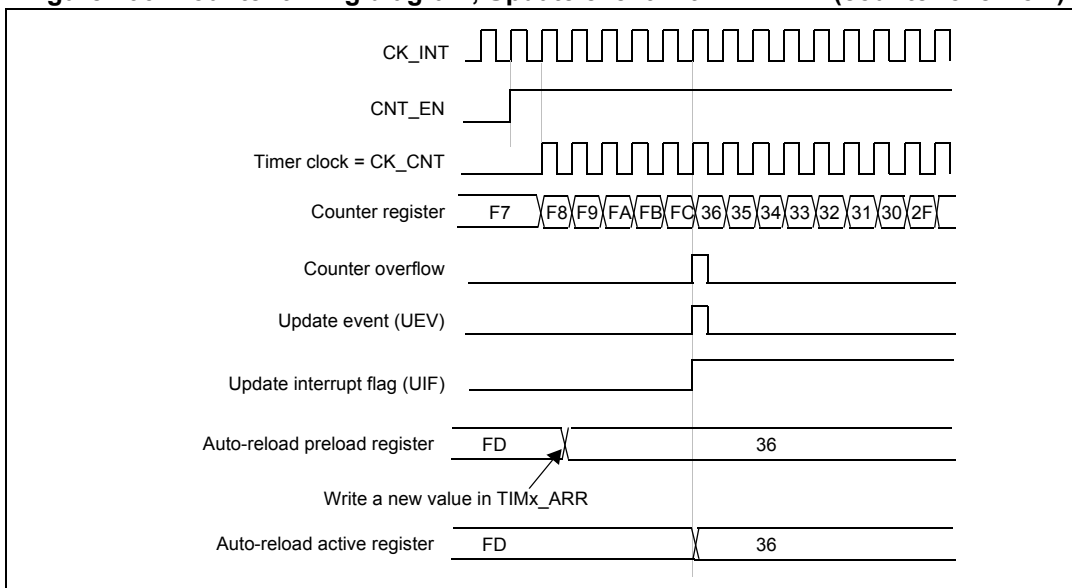 CK_INT
CNT_EN
Timer clock = CK_CNT
Counter register F7 F8 F9 FA FB FC 36 35 34 33 32 31 30 2F
Counter overflow
Update event (UEV)
Update interrupt flag (UIF)
Auto-reload preload register FD 36
Write a new value in TIMx_ARR
Auto-reload active register FD 36